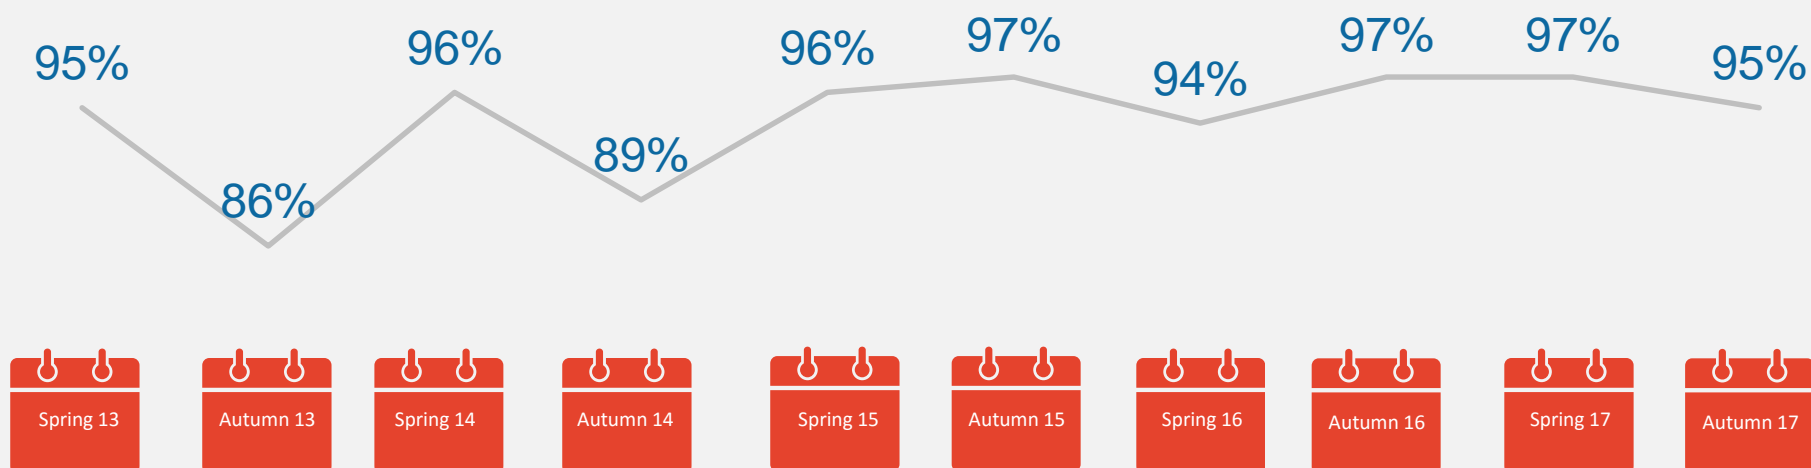 95%
86%
96%
89%
96%
97%
94%
97%
97%
95%
Spring 13
Autumn 13
Spring 14
Autumn 14
Spring 15
Autumn 15
Spring 16
Autumn 16
Spring 17
Autumn 17